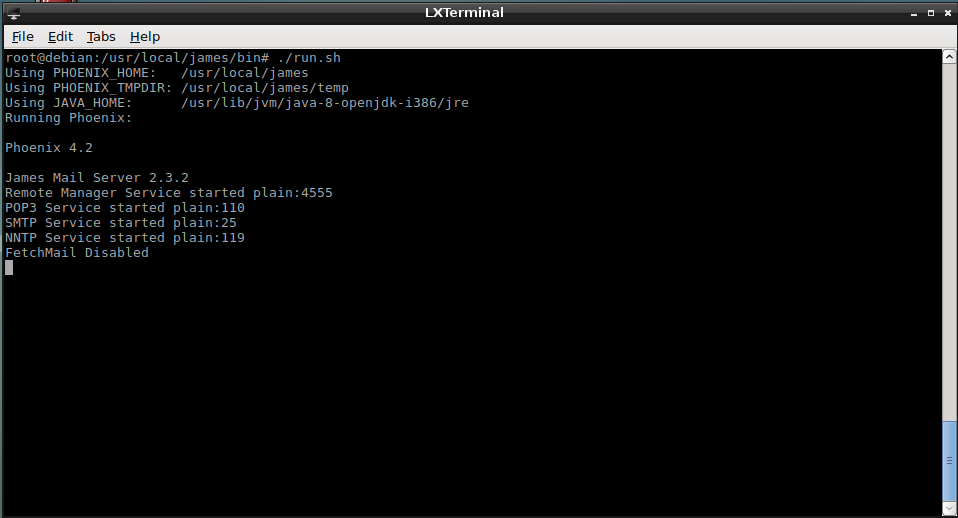 LXTerminal
File Edit Tabs Help
root@debian:/usr/local/james/bin# ./run.sh
Using PHOENIX_HOME:   /usr/local/james
Using PHOENIX_TMPDIR: /usr/local/james/temp
Using JAVA_HOME:      /usr/lib/jvm/java-8-openjdk-i386/jre
Running Phoenix:
Phoenix 4.2
James Mail Server 2.3.2
Remote Manager Service started plain:4555
POP3 Service started plain:110
SMTP Service started plain:25
NNTP Service started plain:119
FetchMail Disabled